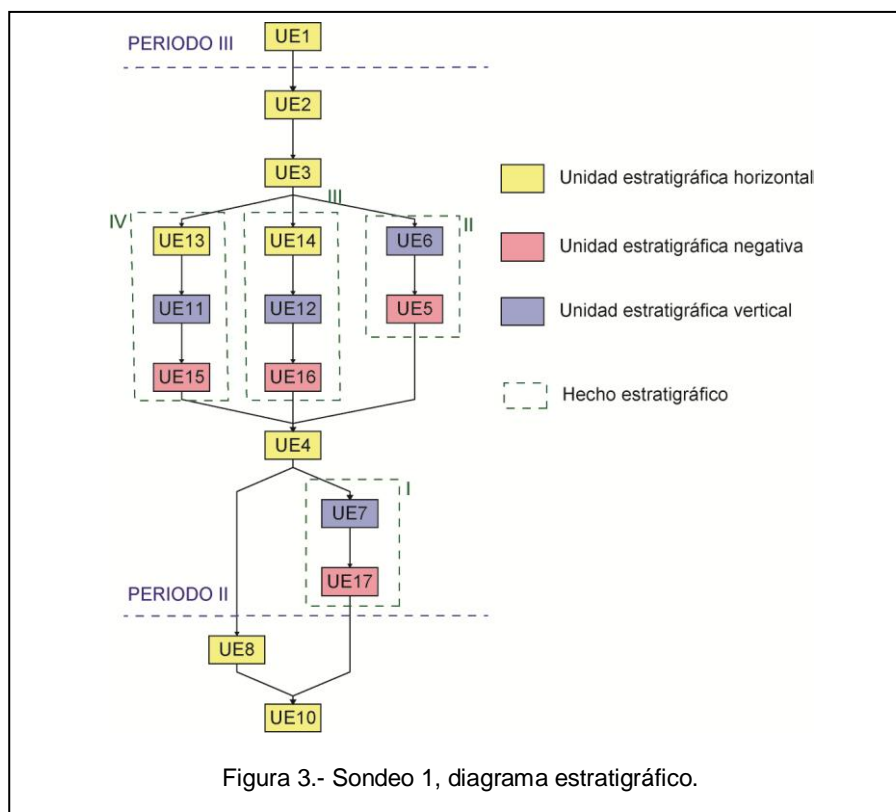 UE1
PERIODO III
UE2
UE3
III
IV
II
UE13
UE14
UE6
UE11
UE12
UE5
UE15
UE16
UE4
I
UE7
UE17
PERIODO II
UE8
UE10
Unidad estratigráfica horizontal
Unidad estratigráfica negativa
Unidad estratigráfica vertical
Hecho estratigráfico
Figura 3.- Sondeo 1, diagrama estratigráfico.